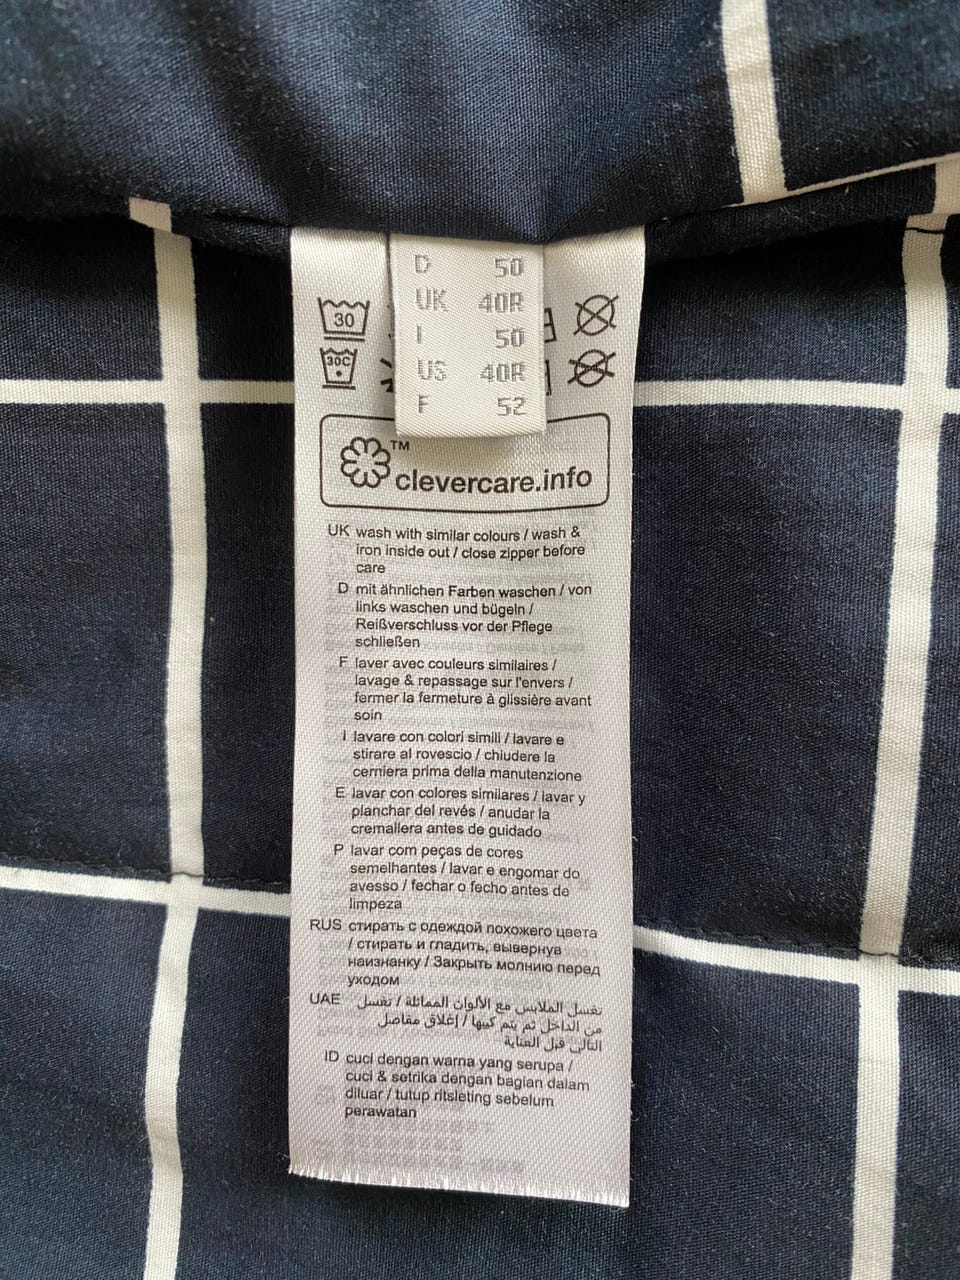 D 50
UK 40R
I 50
US 40R
F 52
30
30C
™
clevercare.info
UK wash with similar colours / wash &
iron inside out / close zipper before
care
D mit ähnlichen Farben waschen / von
links waschen und bügeln /
Reißverschluss vor der Pflege
schließen
F laver avec couleurs similaires /
lavage & repassage sur l'envers /
fermer la fermeture à glissière avant
soin
I lavare con colori simili / lavare e
stirare al rovescio / chiudere la
cerniera prima della manutenzione
E lavar con colores similares / lavar y
planchar del revés / anudar la
cremallera antes de guidado
P lavar com peças de cores
semelhantes / lavar e engomar do
avesso / fechar o fecho antes de
limpeza
RUS стирать с одеждой похожего цвета
/ стирать и гладить, вывернув
наизнанку / Закрыть молнию перед
уходом
UAE تغسل الملابس مع الألوان المماثلة / تغسل
من الداخل ثم يتم كيها / إغلاق مفاصل
التالى قبل العناية
ID cuci dengan warna yang serupa /
cuci & setrika dengan bagian dalam
diluar / tutup ritsleting sebelum
perawatan